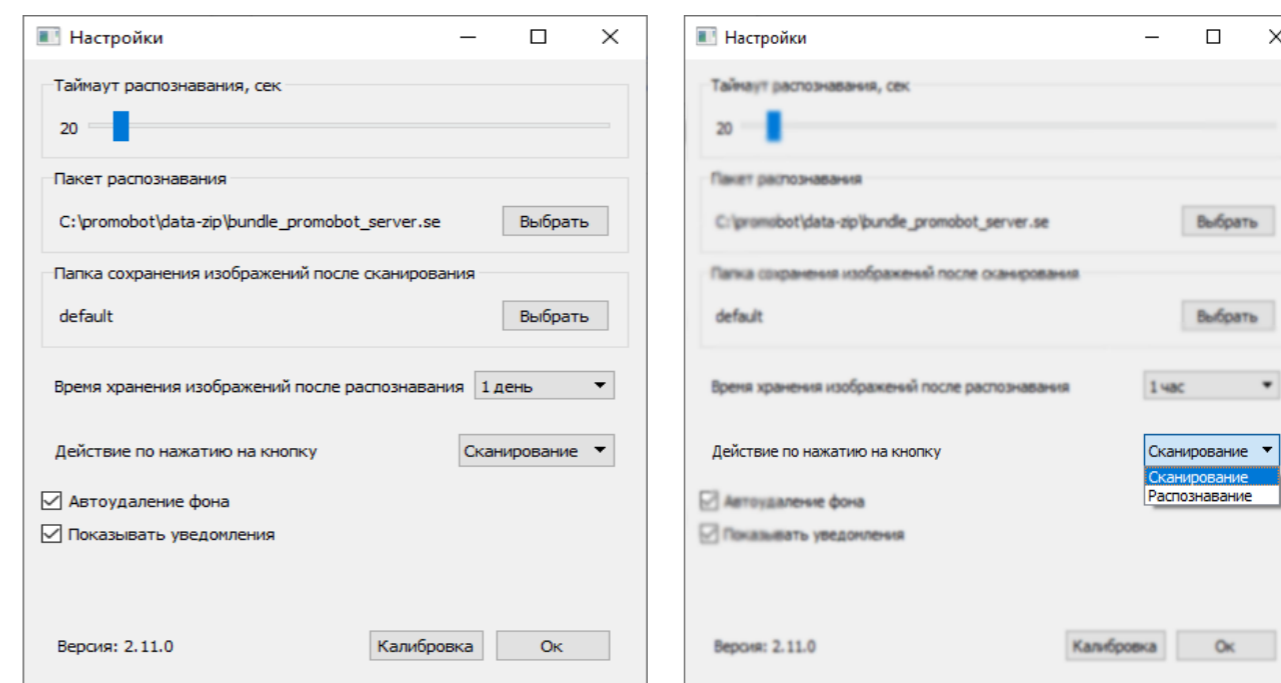 Настройки
Таймаут распознавания, сек
20
Пакет распознавания
C:\promobot\data-zip\bundle_promobot_server.se
Выбрать
Папка сохранения изображений после сканирования
default
Выбрать
Время хранения изображений после распознавания 1 день
Действие по нажатию на кнопку Сканирование
Автоудаление фона
Показывать уведомления
Версия: 2.11.0 Калибровка Ок
Настройки
Таймаут распознавания, сек
20
Пакет распознавания
C:\promobot\data-zip\bundle_promobot_server.se
Выбрать
Папка сохранения изображений после сканирования
default
Выбрать
Время хранения изображений после распознавания 1 час
Действие по нажатию на кнопку Сканирование
Сканирование
Распознавание
Автоудаление фона
Показывать уведомления
Версия: 2.11.0 Калибровка Ок